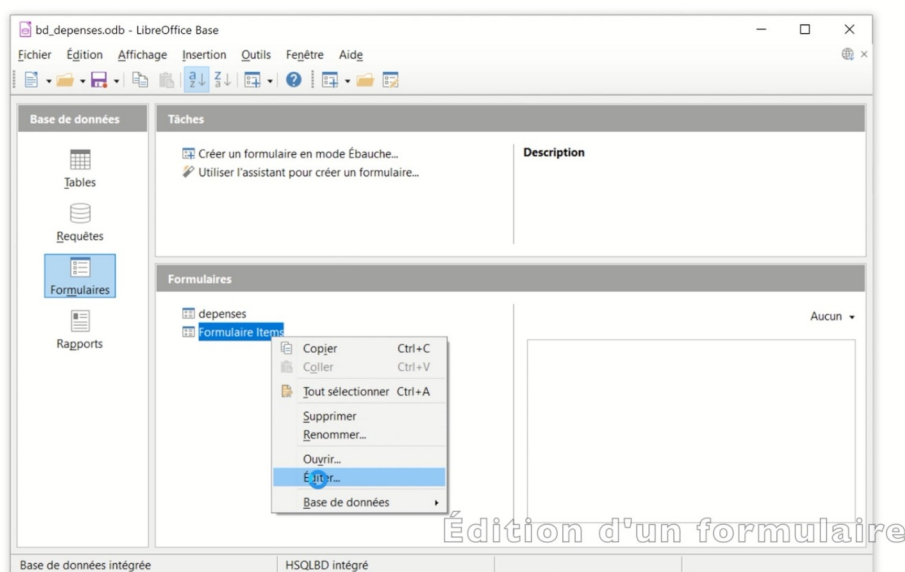 bd_depenses.odb - LibreOffice Base
Fichier Édition Affichage Insertion Outils Fenêtre Aide
Base de données
Tables
Requêtes
Formulaires
Rapports
Tâches
Créer un formulaire en mode Ébauche...
Utiliser l'assistant pour créer un formulaire...
Description
Formulaires
depenses
Formulaire Items
Aucun
Copier Ctrl+C
Coller Ctrl+V
Tout sélectionner Ctrl+A
Supprimer
Renommer...
Ouvrir...
Éditer...
Base de données
Édition d'un formulaire
Base de données intégrée HSQLBD intégré